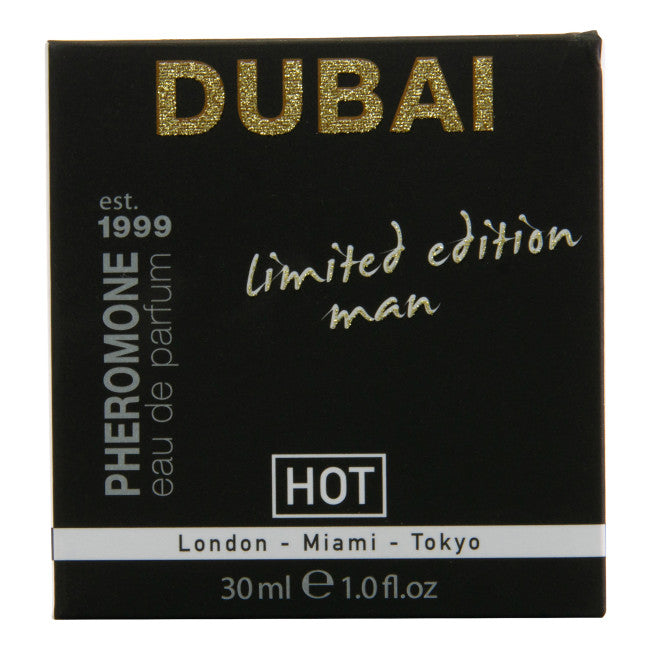 DUBAI
est.
1999
PHEROMONE
eau de parfum
limited edition
man
HOT
London - Miami - Tokyo
30 ml ℮ 1.0 fl.oz